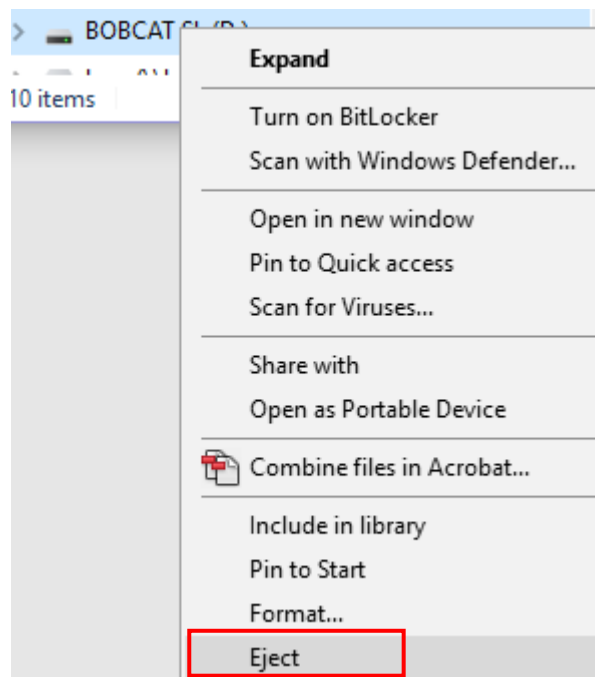 BOBCAT
10 items
Expand
Turn on BitLocker
Scan with Windows Defender...
Open in new window
Pin to Quick access
Scan for Viruses...
Share with
Open as Portable Device
Combine files in Acrobat...
Include in library
Pin to Start
Format...
Eject